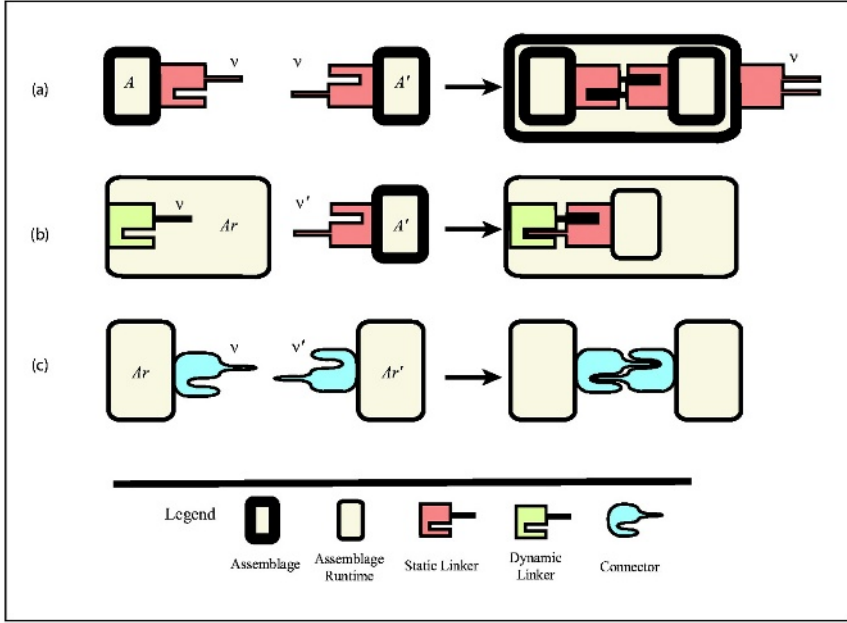 (a)
A
ν
ν
A'
ν
(b)
ν
Ar
ν'
A'
(c)
Ar
ν
ν'
Ar'
Legend
Assemblage
Assemblage
Runtime
Static Linker
Dynamic
Linker
Connector